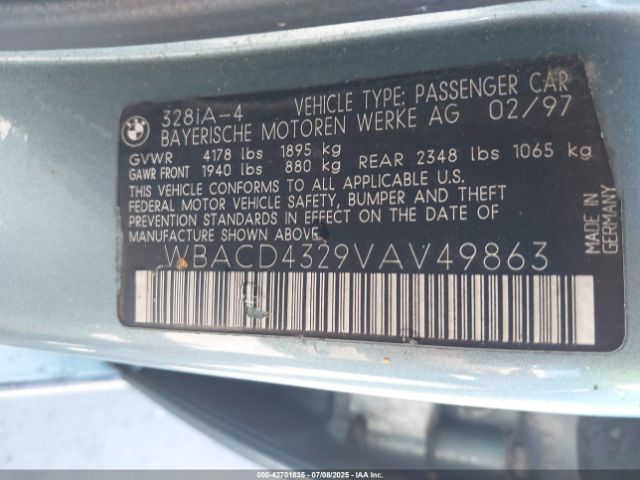 328iA-4 VEHICLE TYPE: PASSENGER CAR
BAYERISCHE MOTOREN WERKE AG 02/97
GVWR 4178 lbs 1895 kg
GAWR FRONT 1940 lbs 880 kg REAR 2348 lbs 1065 kg
THIS VEHICLE CONFORMS TO ALL APPLICABLE U.S.
FEDERAL MOTOR VEHICLE SAFETY, BUMPER AND THEFT
PREVENTION STANDARDS IN EFFECT ON THE DATE OF
MANUFACTURE SHOWN ABOVE.
WBACD4329VAV49863
MADE IN
GERMANY
000-42701835 07/08/2025 - IAAI.COM